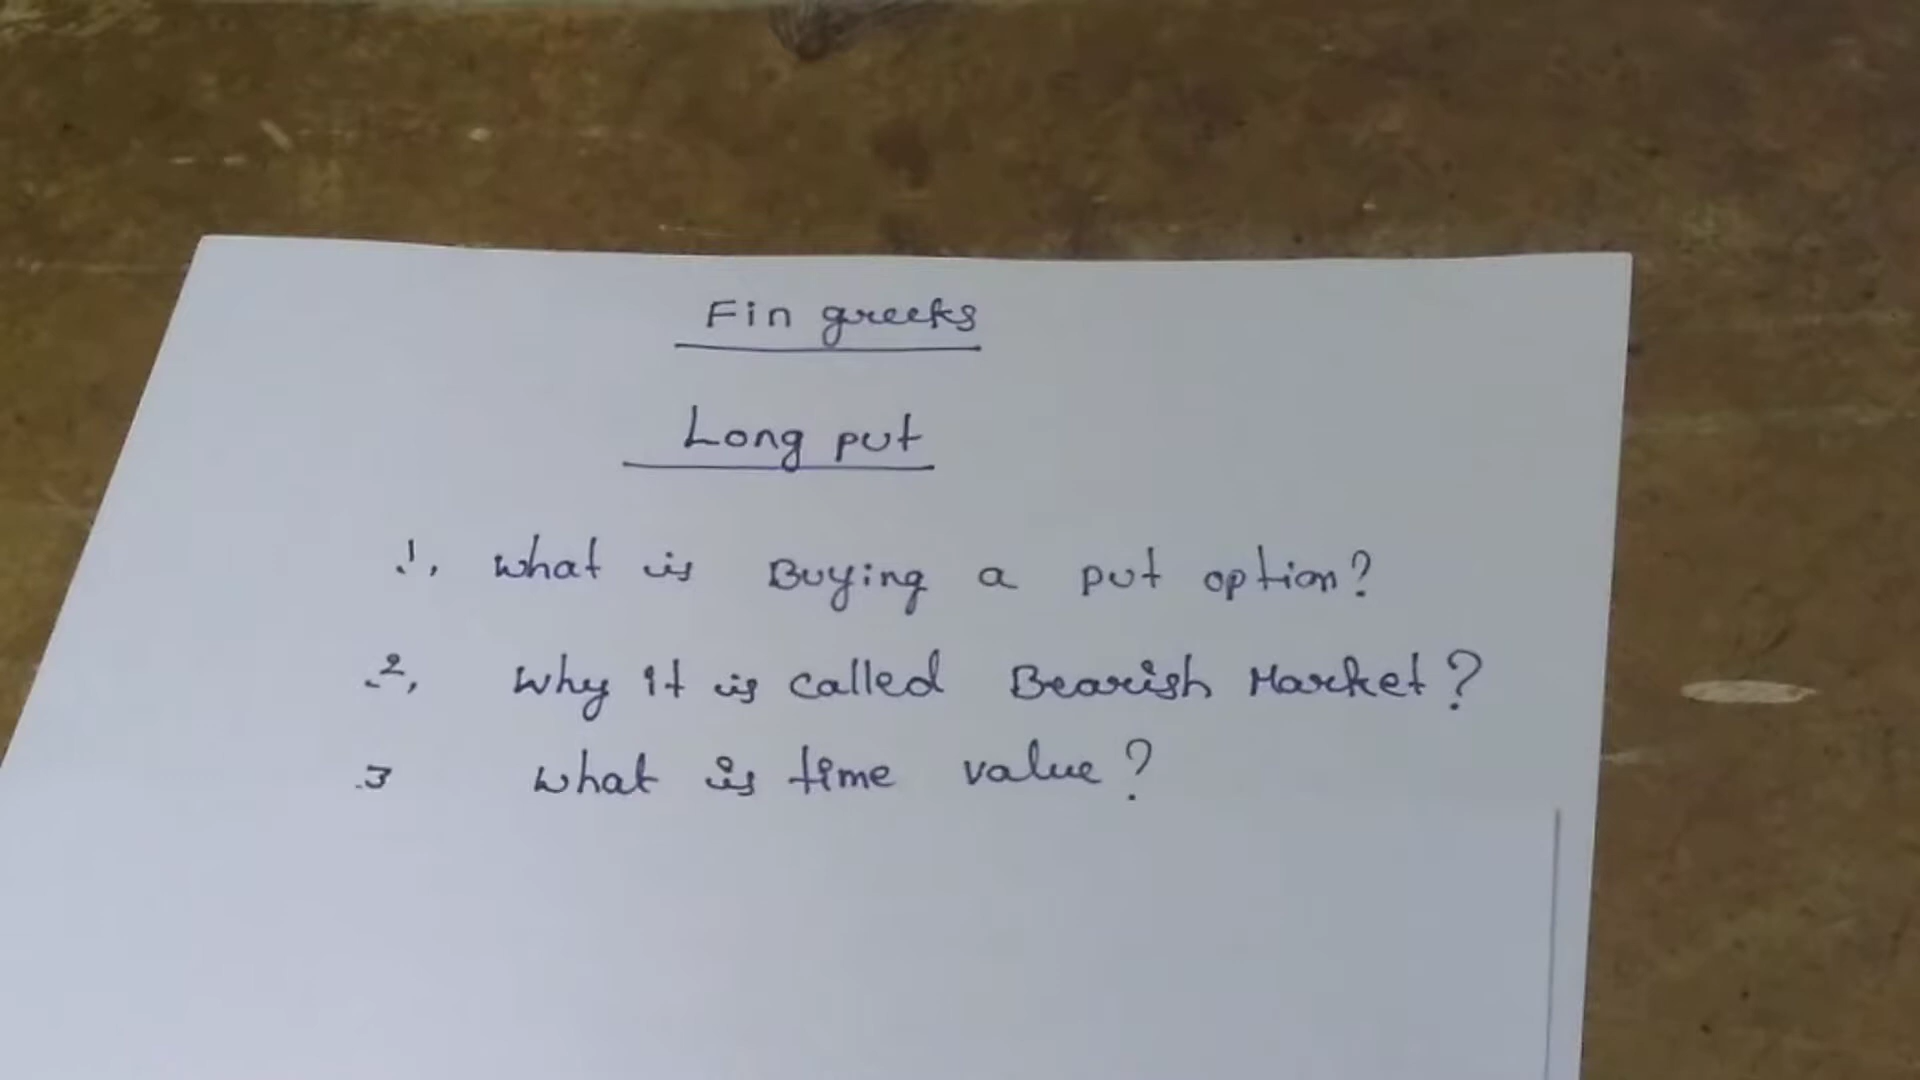 Fin greeks
Long put
1, what is Buying a put option?
2, why it is called Bearish Market?
3 what is time value?